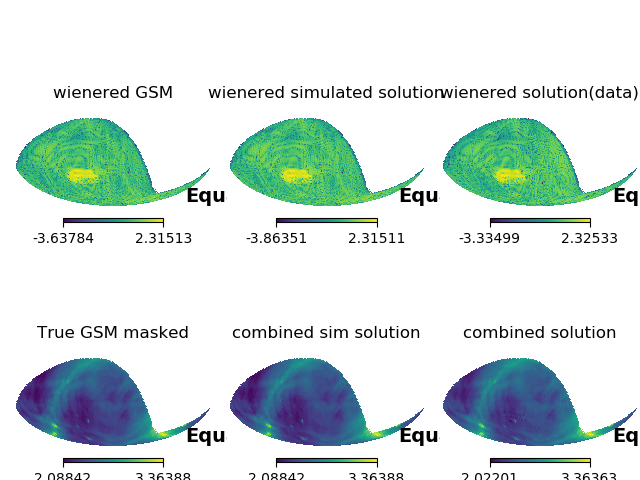 wienered GSM wienered simulated solution wienered solution(data)
Equ Equ Eq
-3.63784 2.31513 -3.86351 2.31511 -3.33499 2.32533
True GSM masked combined sim solution combined solution
Equ Equ Eq
2.08842 3.36388 2.08842 3.36388 2.02201 3.36363